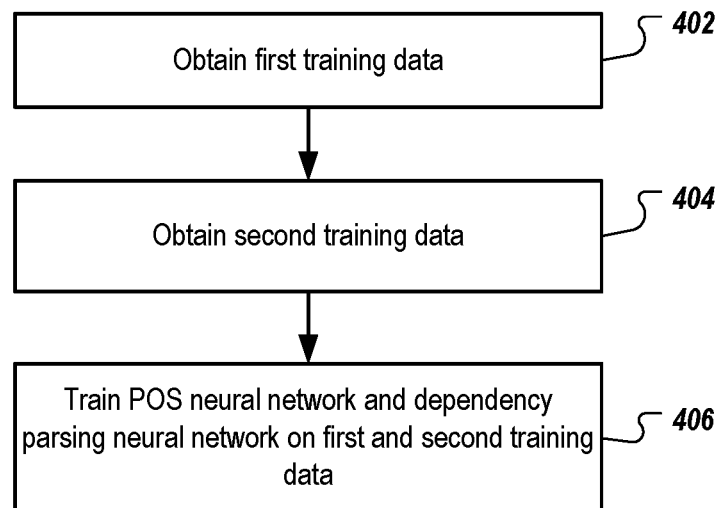 402
Obtain first training data
404
Obtain second training data
Train POS neural network and dependency
parsing neural network on first and second training
data
406